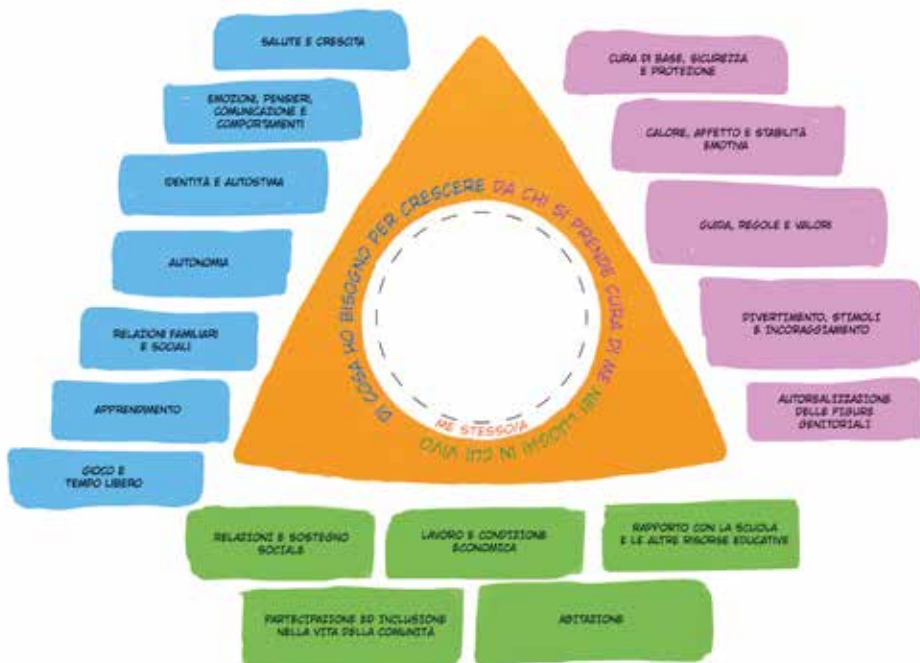 SALUTE E CRESCITA
EMOZIONI, PENSIERI,
COMUNICAZIONE E
COMPORTAMENTI
IDENTITÀ E AUTOSTIMA
AUTONOMIA
RELAZIONI FAMILIARI
E SOCIALI
APPRENDIMENTO
GIOCO E
TEMPO LIBERO
DI COSA HO BISOGNO PER CRESCERE
DA CHI SI PRENDE CURA DI ME
NEI LUOGHI IN CUI VIVO
ME STESSO/A
CURA DI BASE, SICUREZZA
E PROTEZIONE
CALORE, AFFETTO E STABILITÀ
EMOTIVA
GUIDA, REGOLE E VALORI
DIVERTIMENTO, STIMOLI
E INCORAGGIAMENTO
AUTOREALIZZAZIONE
DELLE FIGURE
GENITORIALI
RELAZIONI E SOSTEGNO
SOCIALE
LAVORO E CONDIZIONE
ECONOMICA
RAPPORTO CON LA SCUOLA
E LE ALTRE RISORSE EDUCATIVE
PARTECIPAZIONE ED INCLUSIONE
NELLA VITA DELLA COMUNITÀ
ABITAZIONE